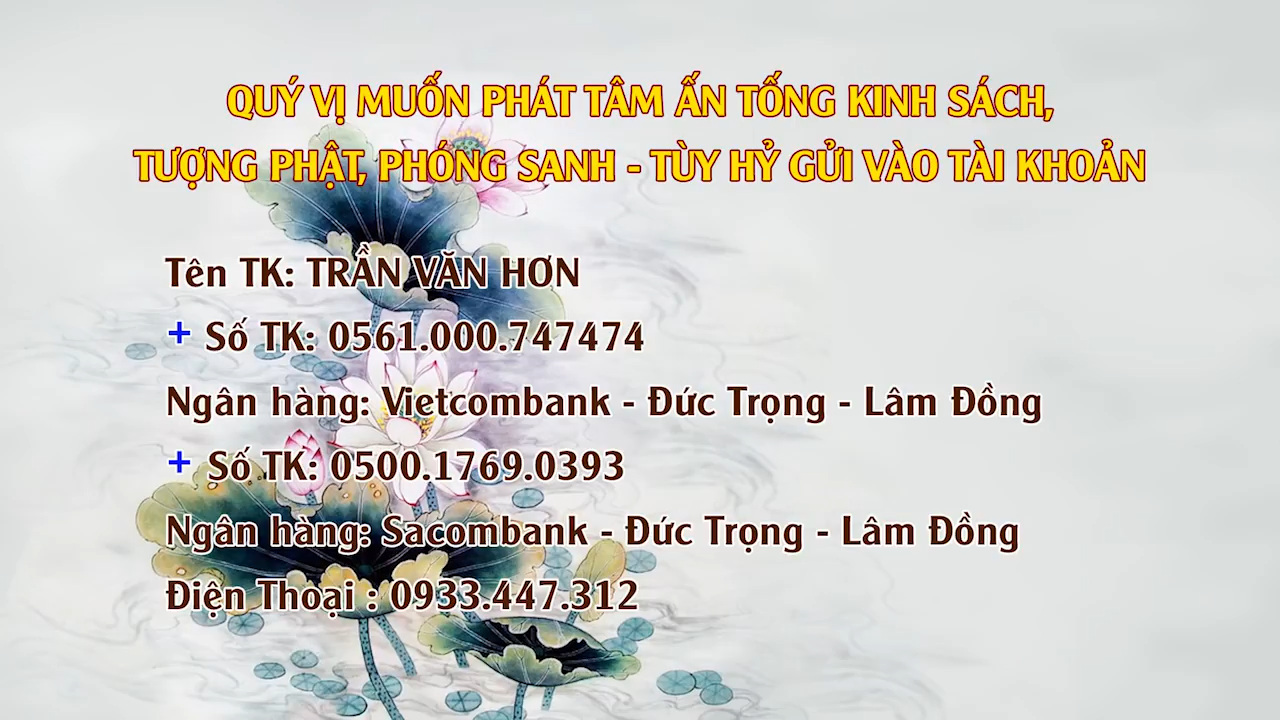 QUÝ VỊ MUỐN PHÁT TÂM ẤN TỐNG KINH SÁCH,
TƯỢNG PHẬT, PHÓNG SANH - TÙY HỶ GỬI VÀO TÀI KHOẢN
Tên TK: TRẦN VĂN HƠN
+ Số TK: 0561.000.747474
Ngân hàng: Vietcombank - Đức Trọng - Lâm Đồng
+ Số TK: 0500.1769.0393
Ngân hàng: Sacombank - Đức Trọng - Lâm Đồng
Điện Thoại : 0933.447.312